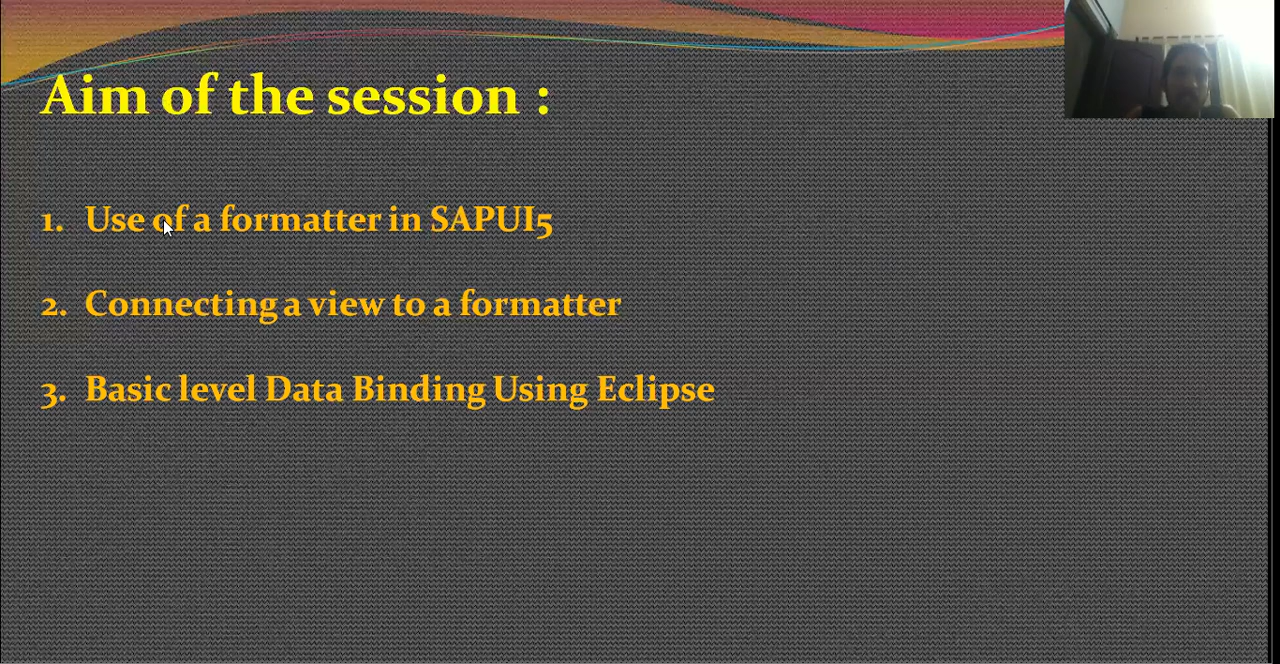 Aim of the session :
1. Use of a formatter in SAPUI5
2. Connecting a view to a formatter
3. Basic level Data Binding Using Eclipse